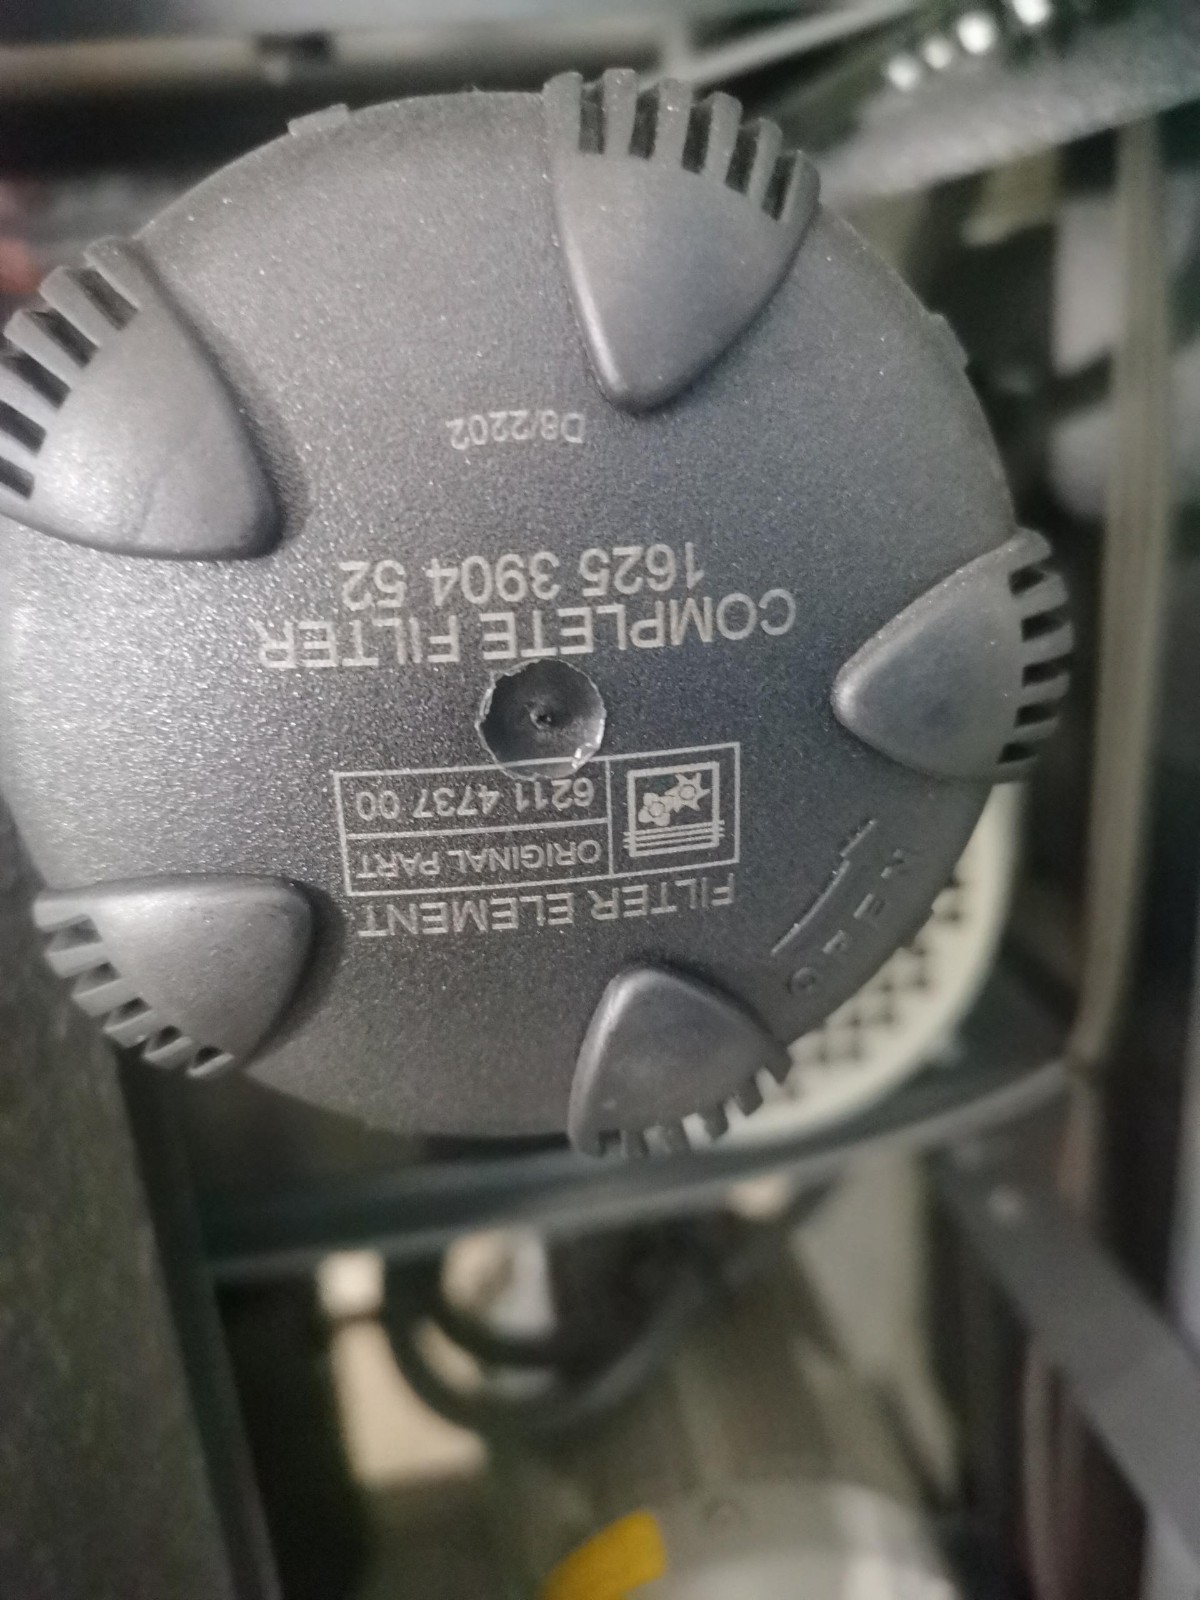 FILTER ELEMENT
ORIGINAL PART
6211 4737 00
COMPLETE FILTER
1625 3904 52
D8/2202